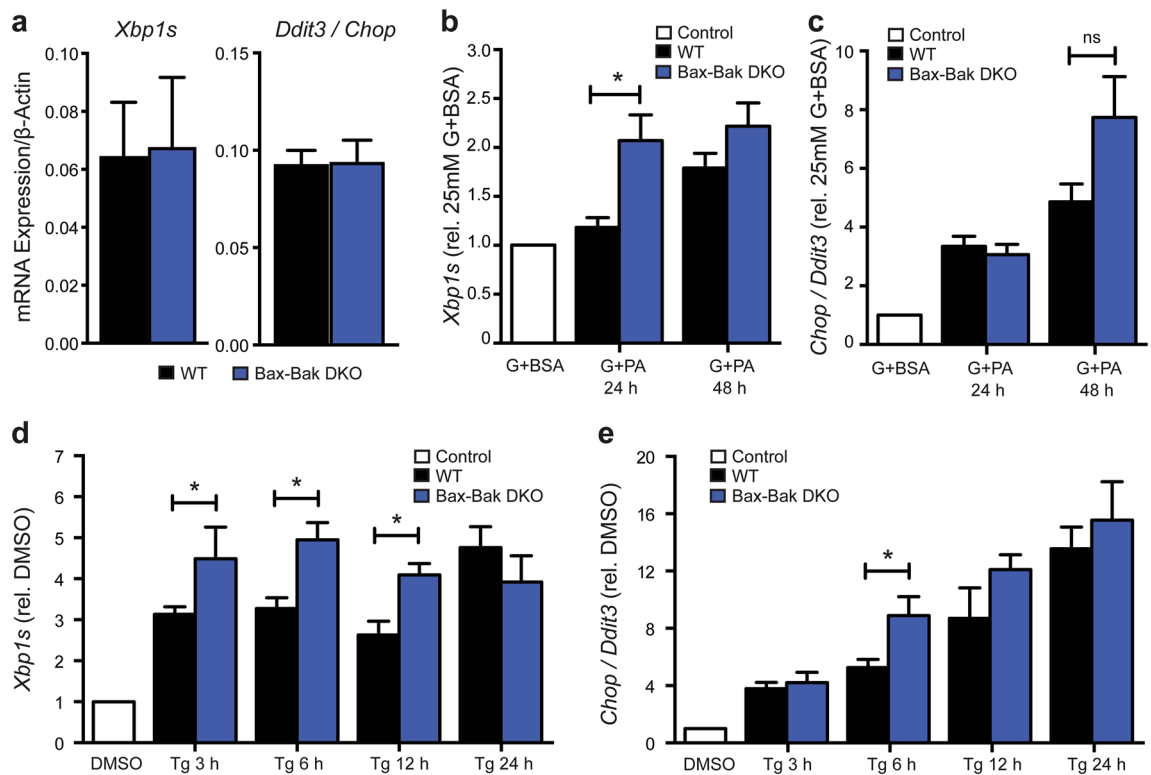 a
Xbp1s
Ddit3 / Chop
mRNA Expression/β-Actin
0.10
0.08
0.06
0.04
0.02
0.00
0.15
0.10
0.05
0.00
WT
Bax-Bak DKO
b
Control
WT
Bax-Bak DKO
Xbp1s (rel. 25mM G+BSA)
3.0
2.5
2.0
1.5
1.0
0.5
0
*
G+BSA
G+PA
24 h
G+PA
48 h
c
Control
WT
Bax-Bak DKO
Chop / Ddit3 (rel. 25mM G+BSA)
10
8
6
4
2
0
ns
G+BSA
G+PA
24 h
G+PA
48 h
d
Control
WT
Bax-Bak DKO
Xbp1s (rel. DMSO)
7
6
5
4
3
2
1
0
*
*
*
DMSO
Tg 3 h
Tg 6 h
Tg 12 h
Tg 24 h
e
Control
WT
Bax-Bak DKO
Chop / Ddit3 (rel. DMSO)
20
16
12
8
4
0
*
DMSO
Tg 3 h
Tg 6 h
Tg 12 h
Tg 24 h